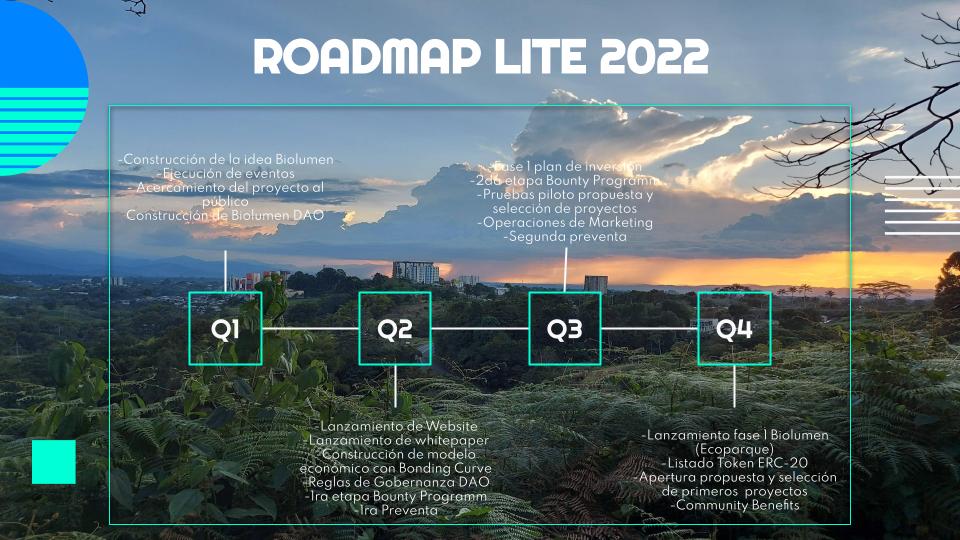 ROADMAP LITE 2022
-Construcción de la idea Biolumen
-Ejecución de eventos
- Acercamiento del proyecto al
público
Construcción de Biolumen DAO
-Fase 1 plan de inversión
-2da etapa Bounty Programm
-Pruebas piloto propuesta y
selección de proyectos
-Operaciones de Marketing
-Segunda preventa
Q1
Q2
Q3
Q4
-Lanzamiento de Website
Lanzamiento de whitepaper
-Construcción de modelo
económico con Bonding Curve
-Reglas de Gobernanza DAO
-1ra etapa Bounty Programm
-1ra Preventa
-Lanzamiento fase 1 Biolumen
(Ecoparque)
-Listado Token ERC-20
-Apertura propuesta y selección
de primeros proyectos
-Community Benefits